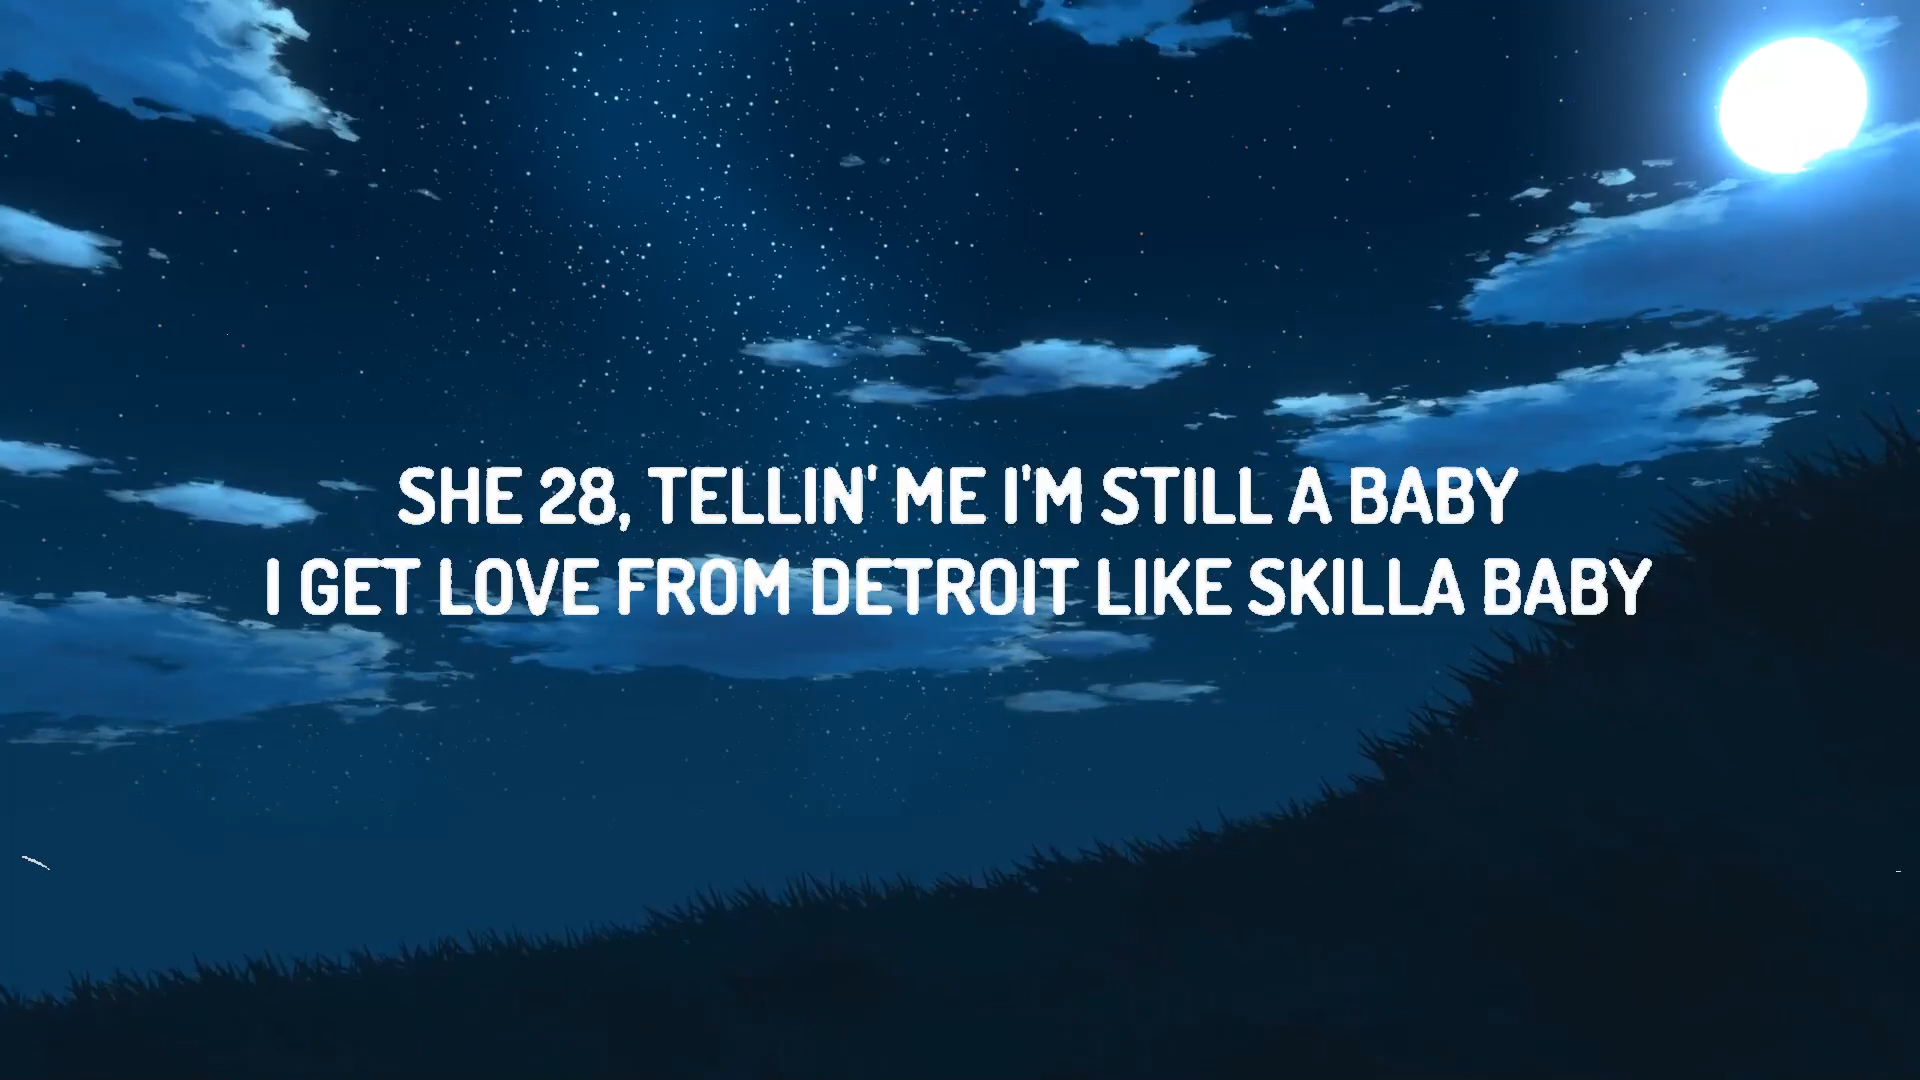 SHE 28, TELLIN' ME I'M STILL A BABY
I GET LOVE FROM DETROIT LIKE SKILLA BABY